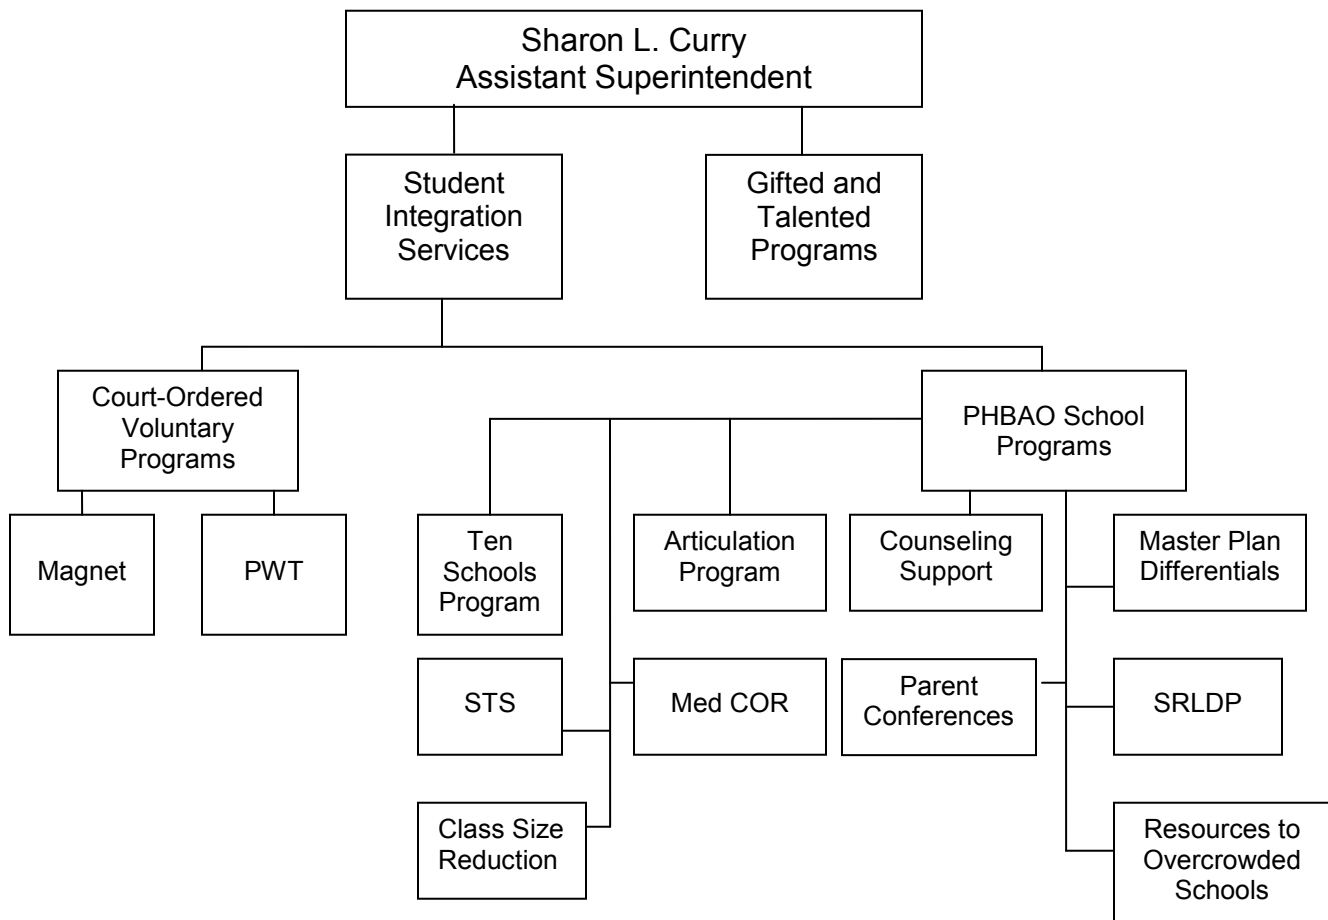 Sharon L. Curry
Assistant Superintendent
Student
Integration
Services
Gifted and
Talented
Programs
Court-Ordered
Voluntary
Programs
PHBAO School
Programs
Magnet
PWT
Ten
Schools
Program
Articulation
Program
Counseling
Support
Master Plan
Differentials
STS
Med COR
Parent
Conferences
SRLDP
Class Size
Reduction
Resources to
Overcrowded
Schools